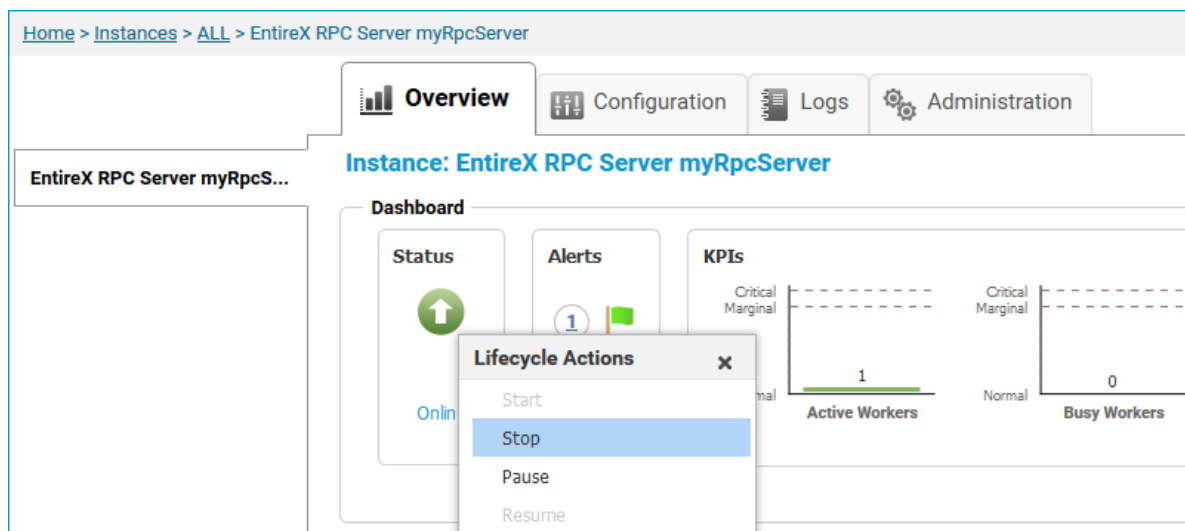 Home > Instances > ALL > EntireX RPC Server myRpcServer
Overview
Configuration
Logs
Administration
EntireX RPC Server myRpcS...
Instance: EntireX RPC Server myRpcServer
Dashboard
Status
Alerts
KPIs
1
Critical
Marginal
mal
1
Active Workers
Critical
Marginal
Normal
0
Busy Workers
Onlin
Lifecycle Actions
Start
Stop
Pause
Resume